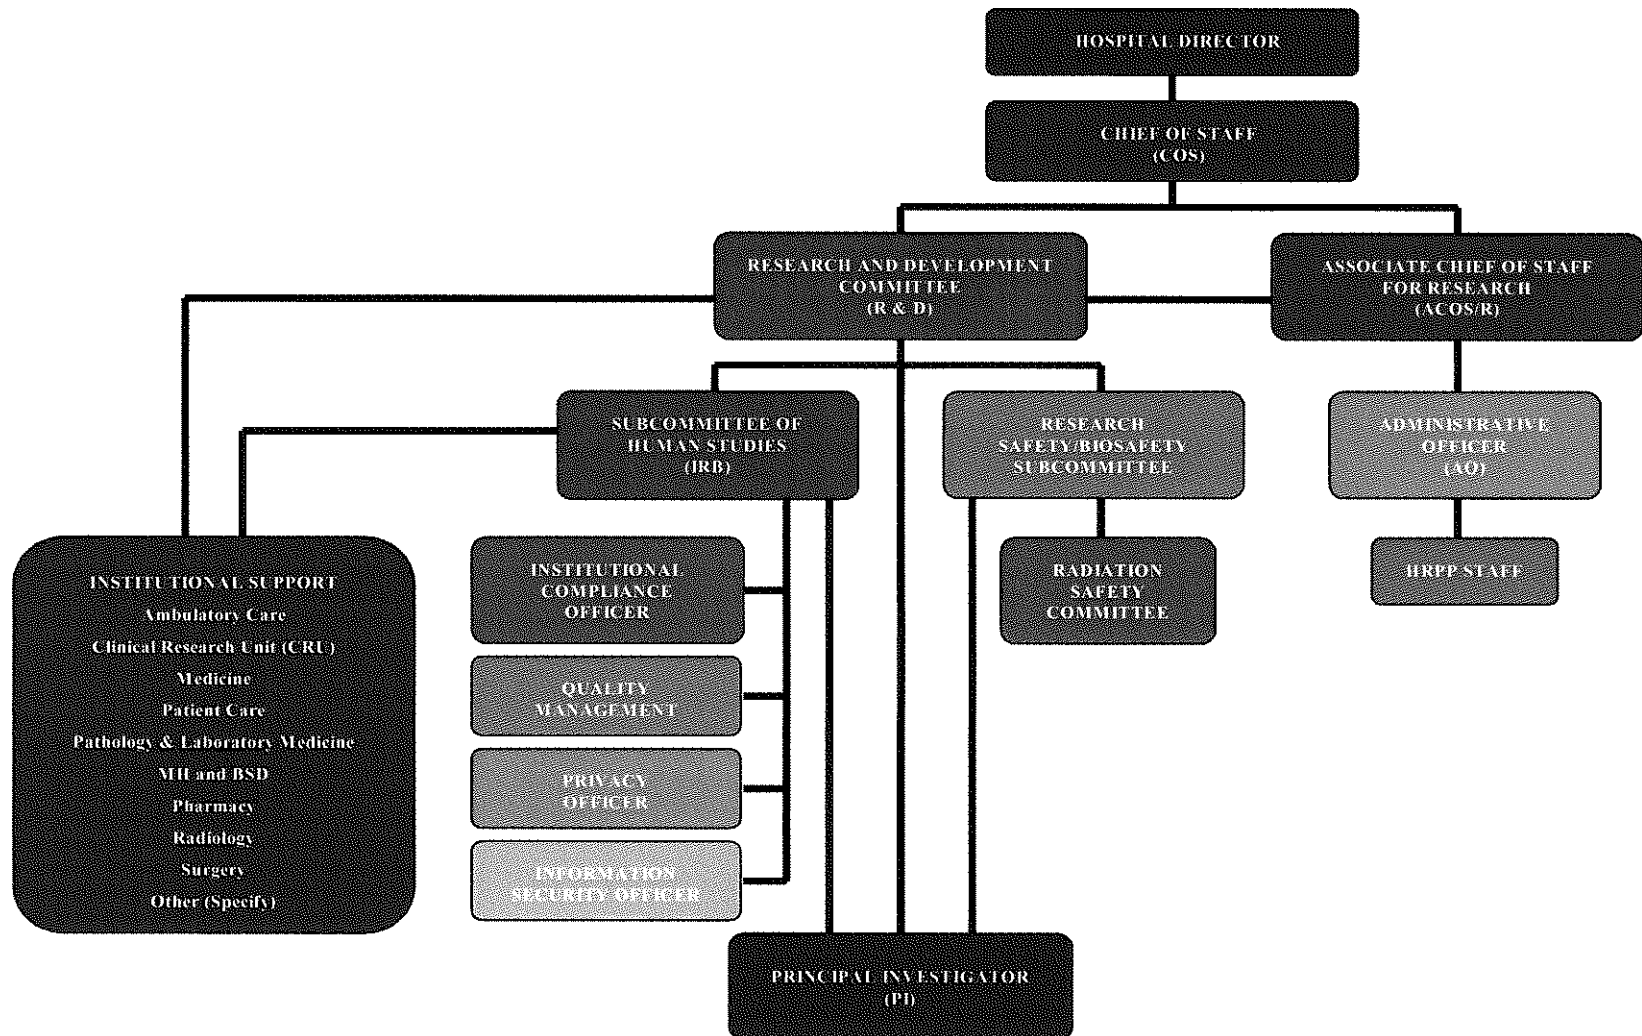 HOSPITAL DIRECTOR
CHIEF OF STAFF
(COS)
RESEARCH AND DEVELOPMENT
COMMITTEE
(R & D)
ASSOCIATE CHIEF OF STAFF
FOR RESEARCH
(ACOS/R)
SUBCOMMITTEE OF
HUMAN STUDIES
(IRB)
RESEARCH
SAFETY/BIOSAFETY
SUBCOMMITTEE
ADMINISTRATIVE
OFFICER
(AO)
INSTITUTIONAL SUPPORT
Ambulatory Care
Clinical Research Unit (CRU)
Medicine
Patient Care
Pathology & Laboratory Medicine
MH and BSD
Pharmacy
Radiology
Surgery
Other (Specify)
INSTITUTIONAL
COMPLIANCE
OFFICER
QUALITY
MANAGEMENT
PRIVACY
OFFICER
INFORMATION
SECURITY OFFICER
RADIATION
SAFETY
COMMITTEE
HRPP STAFF
PRINCIPAL INVESTIGATOR
(PI)